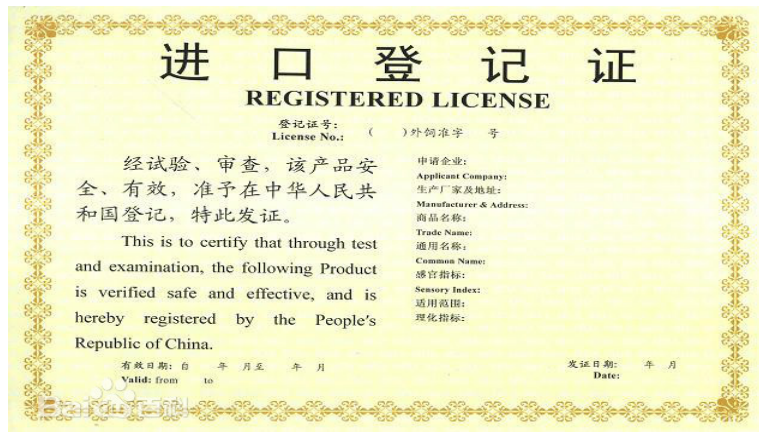 进口登记证
REGISTERED LICENSE
登记证号:
License No.: ( )外饲准字 号
经试验、审查，该产品安
全、有效，准予在中华人民共
和国登记，特此发证。
This is to certify that through test
and examination, the following Product
is verified safe and effective, and is
hereby registered by the People's
Republic of China.
有效日期: 自 年 月至 年 月
Valid: from to
申请企业:
Applicant Company:
生产厂家及地址:
Manufacturer & Address:
商品名称:
Trade Name:
通用名称:
Common Name:
感官指标:
Sensory Index:
适用范围:
理化指标:
发证日期: 年 月
Date:
Baidu百科